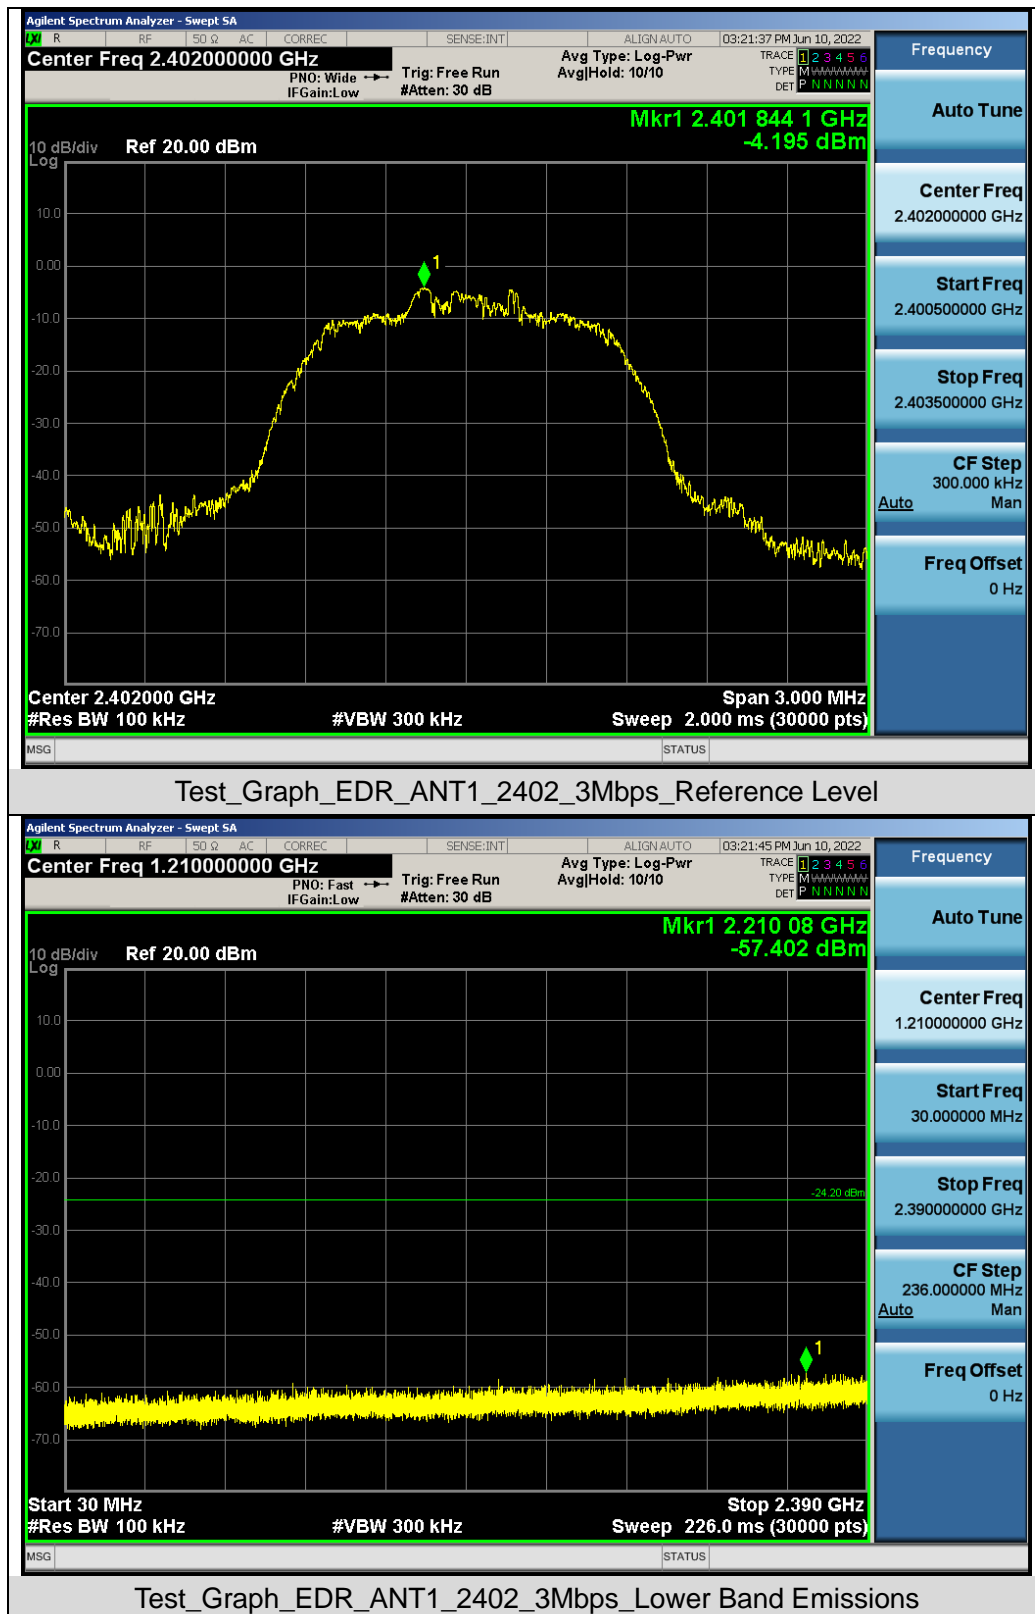 Agilent Spectrum Analyzer - Swept SA
LXI R RF 50 Ω AC CORREC SENSE:INT ALIGN AUTO 03:21:37 PM Jun 10, 2022
Center Freq 2.402000000 GHz
PNO: Wide
IFGain:Low
Trig: Free Run
#Atten: 30 dB
Avg Type: Log-Pwr
Avg|Hold: 10/10
TRACE 1 2 3 4 5 6
TYPE M
DET P N N N N N
Mkr1 2.401 844 1 GHz
-4.195 dBm
10 dB/div Ref 20.00 dBm
Log
10.0
0.00
1
-10.0
-20.0
-30.0
-40.0
-50.0
-60.0
-70.0
Center 2.402000 GHz Span 3.000 MHz
#Res BW 100 kHz #VBW 300 kHz Sweep 2.000 ms (30000 pts)
MSG STATUS
Frequency
Auto Tune
Center Freq
2.402000000 GHz
Start Freq
2.400500000 GHz
Stop Freq
2.403500000 GHz
CF Step
300.000 kHz
Auto Man
Freq Offset
0 Hz
Test_Graph_EDR_ANT1_2402_3Mbps_Reference Level
Agilent Spectrum Analyzer - Swept SA
LXI R RF 50 Ω AC CORREC SENSE:INT ALIGN AUTO 03:21:45 PM Jun 10, 2022
Center Freq 1.210000000 GHz
PNO: Fast
IFGain:Low
Trig: Free Run
#Atten: 30 dB
Avg Type: Log-Pwr
Avg|Hold: 10/10
TRACE 1 2 3 4 5 6
TYPE M
DET P N N N N N
Mkr1 2.210 08 GHz
-57.402 dBm
10 dB/div Ref 20.00 dBm
Log
10.0
0.00
-10.0
-20.0
-24.20 dBm
-30.0
-40.0
-50.0
1
-60.0
-70.0
Start 30 MHz Stop 2.390 GHz
#Res BW 100 kHz #VBW 300 kHz Sweep 226.0 ms (30000 pts)
MSG STATUS
Frequency
Auto Tune
Center Freq
1.210000000 GHz
Start Freq
30.000000 MHz
Stop Freq
2.390000000 GHz
CF Step
236.000000 MHz
Auto Man
Freq Offset
0 Hz
Test_Graph_EDR_ANT1_2402_3Mbps_Lower Band Emissions